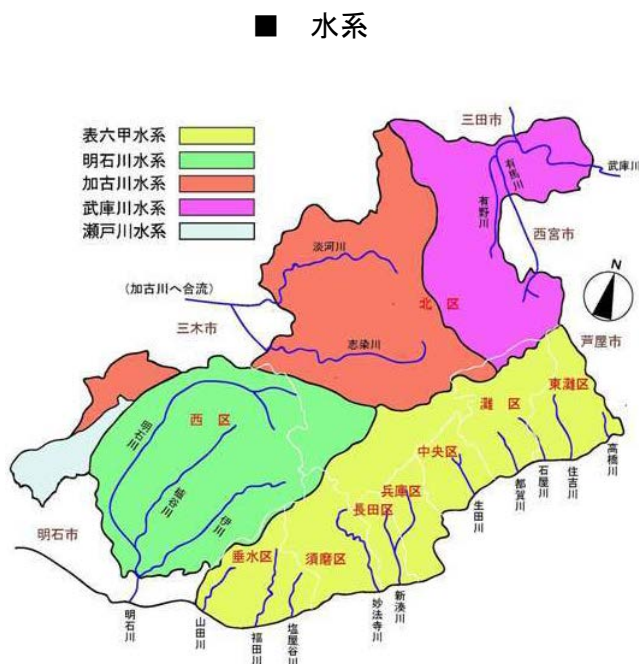 ■ 水系
表六甲水系
明石川水系
加古川水系
武庫川水系
瀬戸川水系
三田市
武庫川
有馬川
有野川
西宮市
N
淡河川
(加古川へ合流)
北区
三木市
志染川
芦屋市
東灘区
灘区
西区
明石川
中央区
高橋川
住吉川
石屋川
都賀川
生田川
櫨谷川
伊川
兵庫区
長田区
明石市
垂水区
須磨区
新湊川
妙法寺川
明石川
山田川
福田川
塩屋谷川